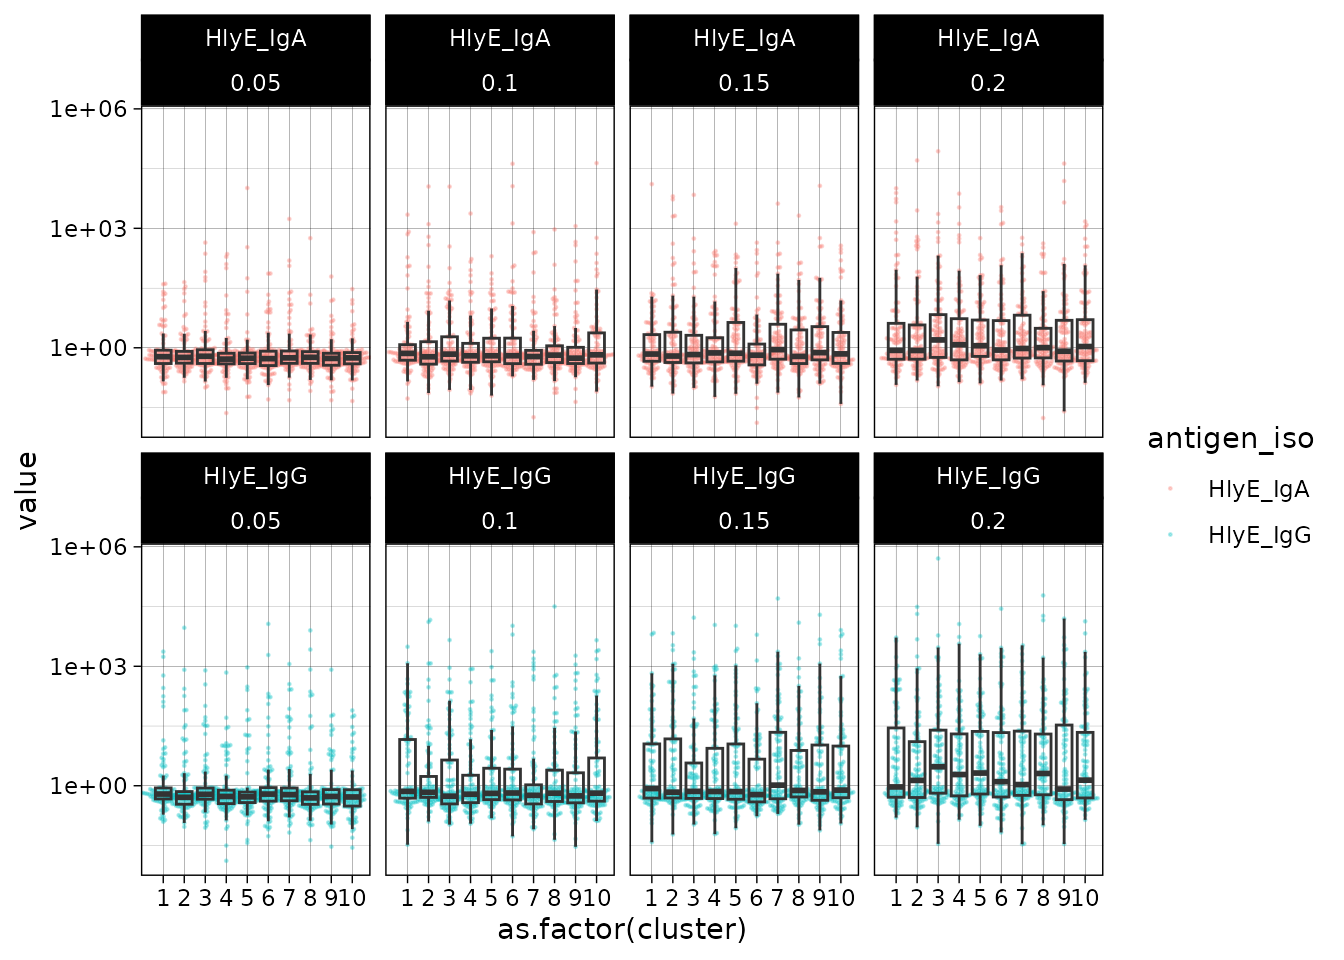 HlyE_IgA HlyE_IgA HlyE_IgA HlyE_IgA
0.05 0.1 0.15 0.2
1e+06
1e+03
1e+00
HlyE_IgG HlyE_IgG HlyE_IgG HlyE_IgG
0.05 0.1 0.15 0.2
1e+06
1e+03
1e+00
value
1 2 3 4 5 6 7 8 9 10 1 2 3 4 5 6 7 8 9 10 1 2 3 4 5 6 7 8 9 10 1 2 3 4 5 6 7 8 9 10
as.factor(cluster)
antigen_iso
HlyE_IgA
HlyE_IgG